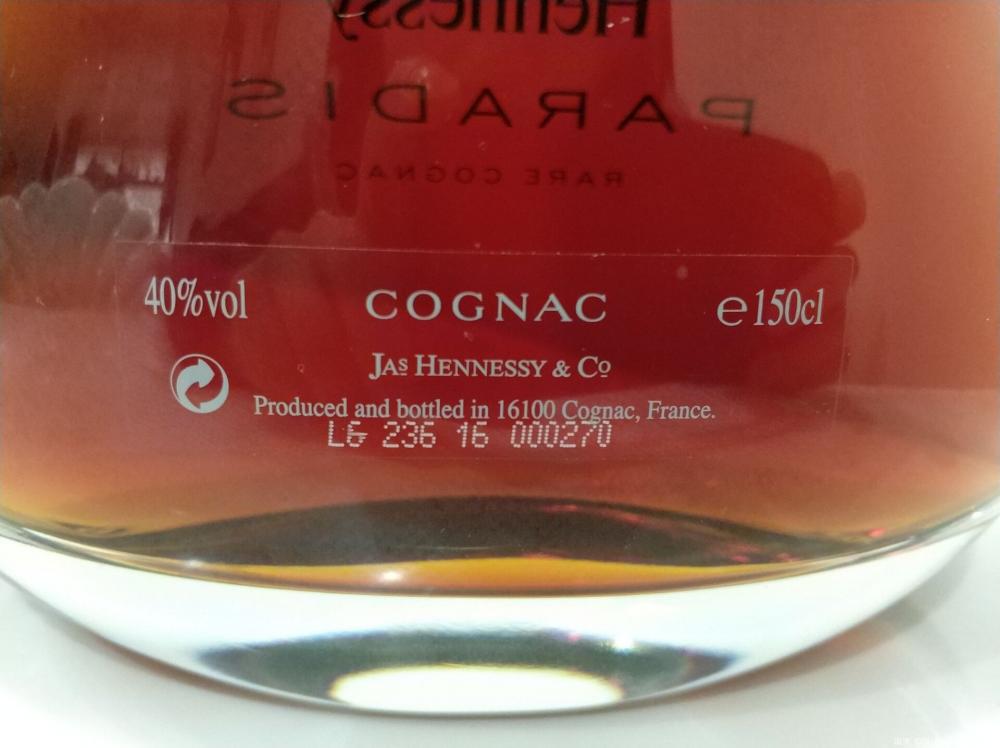 Hennessy
PARADIS
RARE COGNAC
40%vol COGNAC e150cl
JAS HENNESSY & Cº
Produced and bottled in 16100 Cognac, France.
L6 236 16 000270